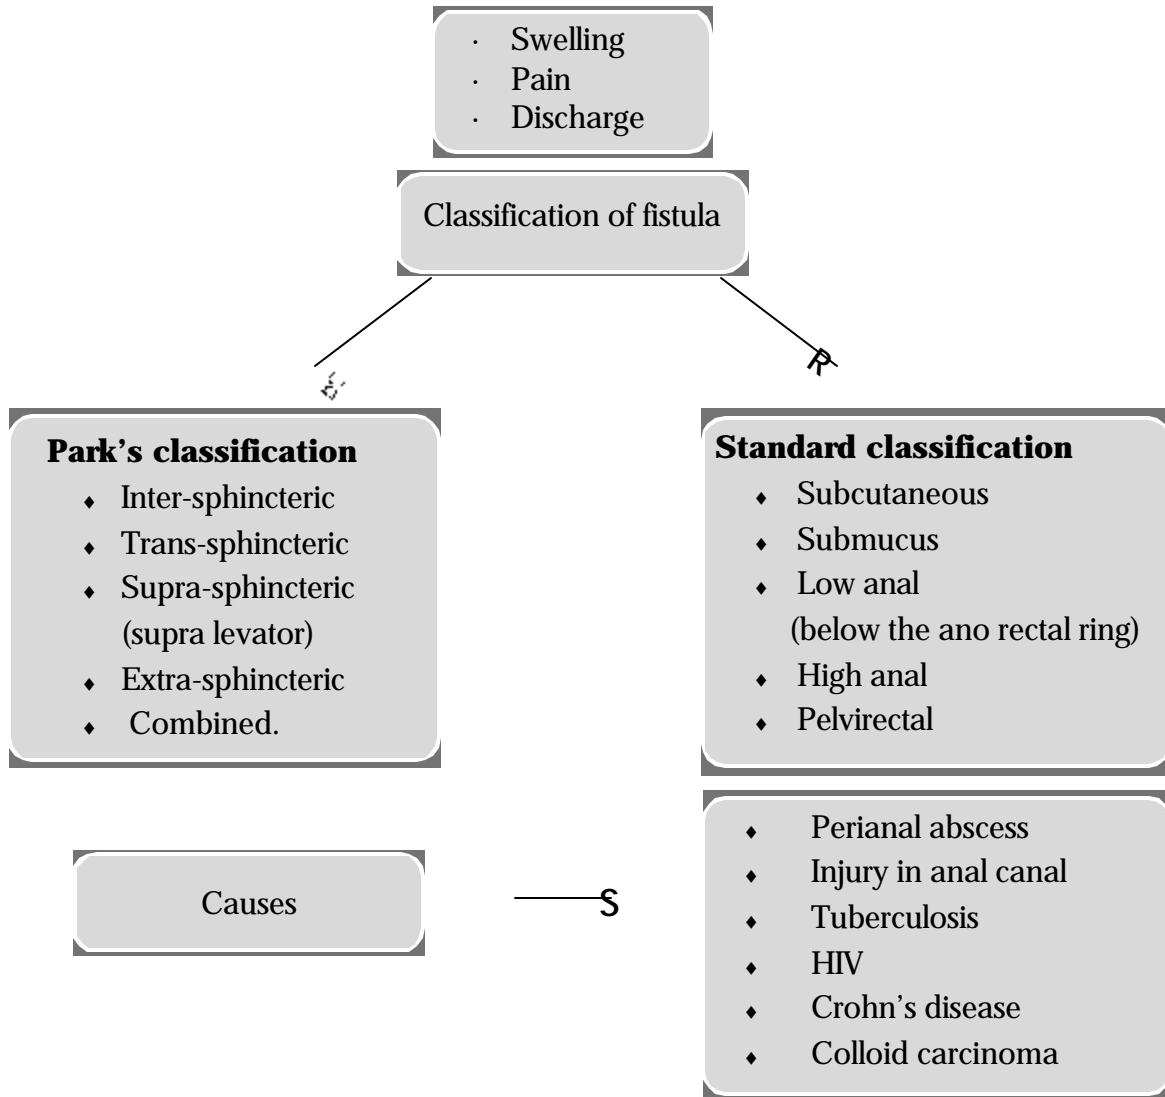 · Swelling
· Pain
· Discharge
Classification of fistula
R
Park's classification
♦ Inter-sphincteric
♦ Trans-sphincteric
♦ Supra-sphincteric
(supra levator)
♦ Extra-sphincteric
♦ Combined.
Standard classification
♦ Subcutaneous
♦ Submucus
♦ Low anal
(below the ano rectal ring)
♦ High anal
♦ Pelvirectal
Causes
S
♦ Perianal abscess
♦ Injury in anal canal
♦ Tuberculosis
♦ HIV
♦ Crohn's disease
♦ Colloid carcinoma